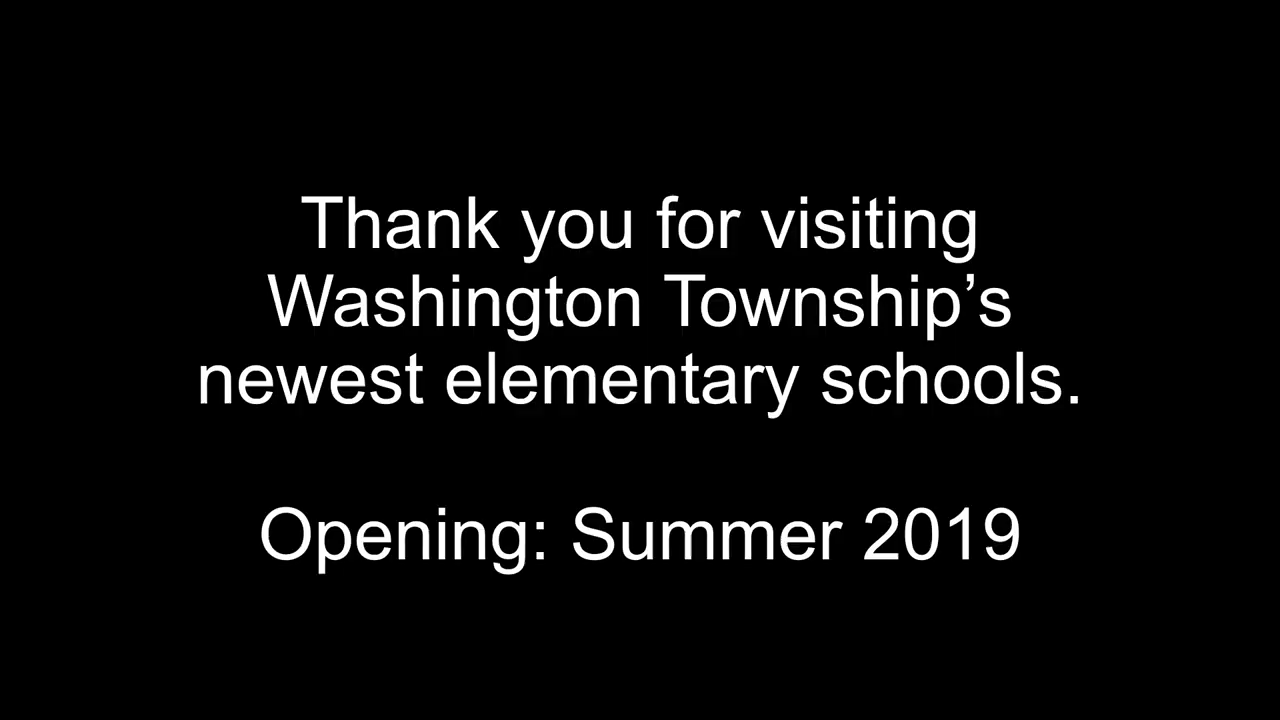 Thank you for visiting
Washington Township’s
newest elementary schools.
Opening: Summer 2019